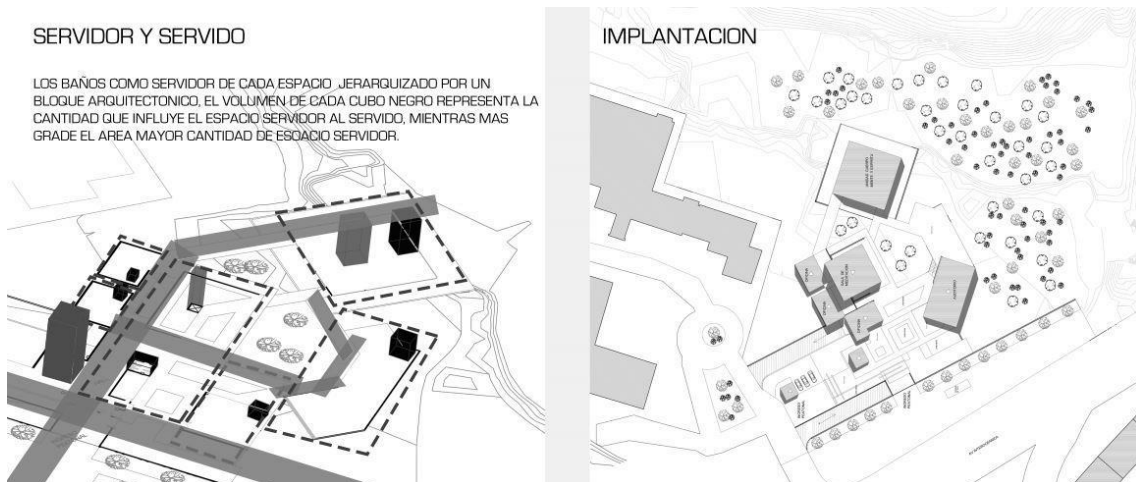 SERVIDOR Y SERVIDO
LOS BAÑOS COMO SERVIDOR DE CADA ESPACIO JERARQUIZADO POR UN
BLOQUE ARQUITECTONICO, EL VOLUMEN DE CADA CUBO NEGRO REPRESENTA LA
CANTIDAD QUE INFLUYE EL ESPACIO SERVIDOR AL SERVIDO, MIENTRAS MAS
GRADE EL AREA MAYOR CANTIDAD DE ESOACIO SERVIDOR.
IMPLANTACION